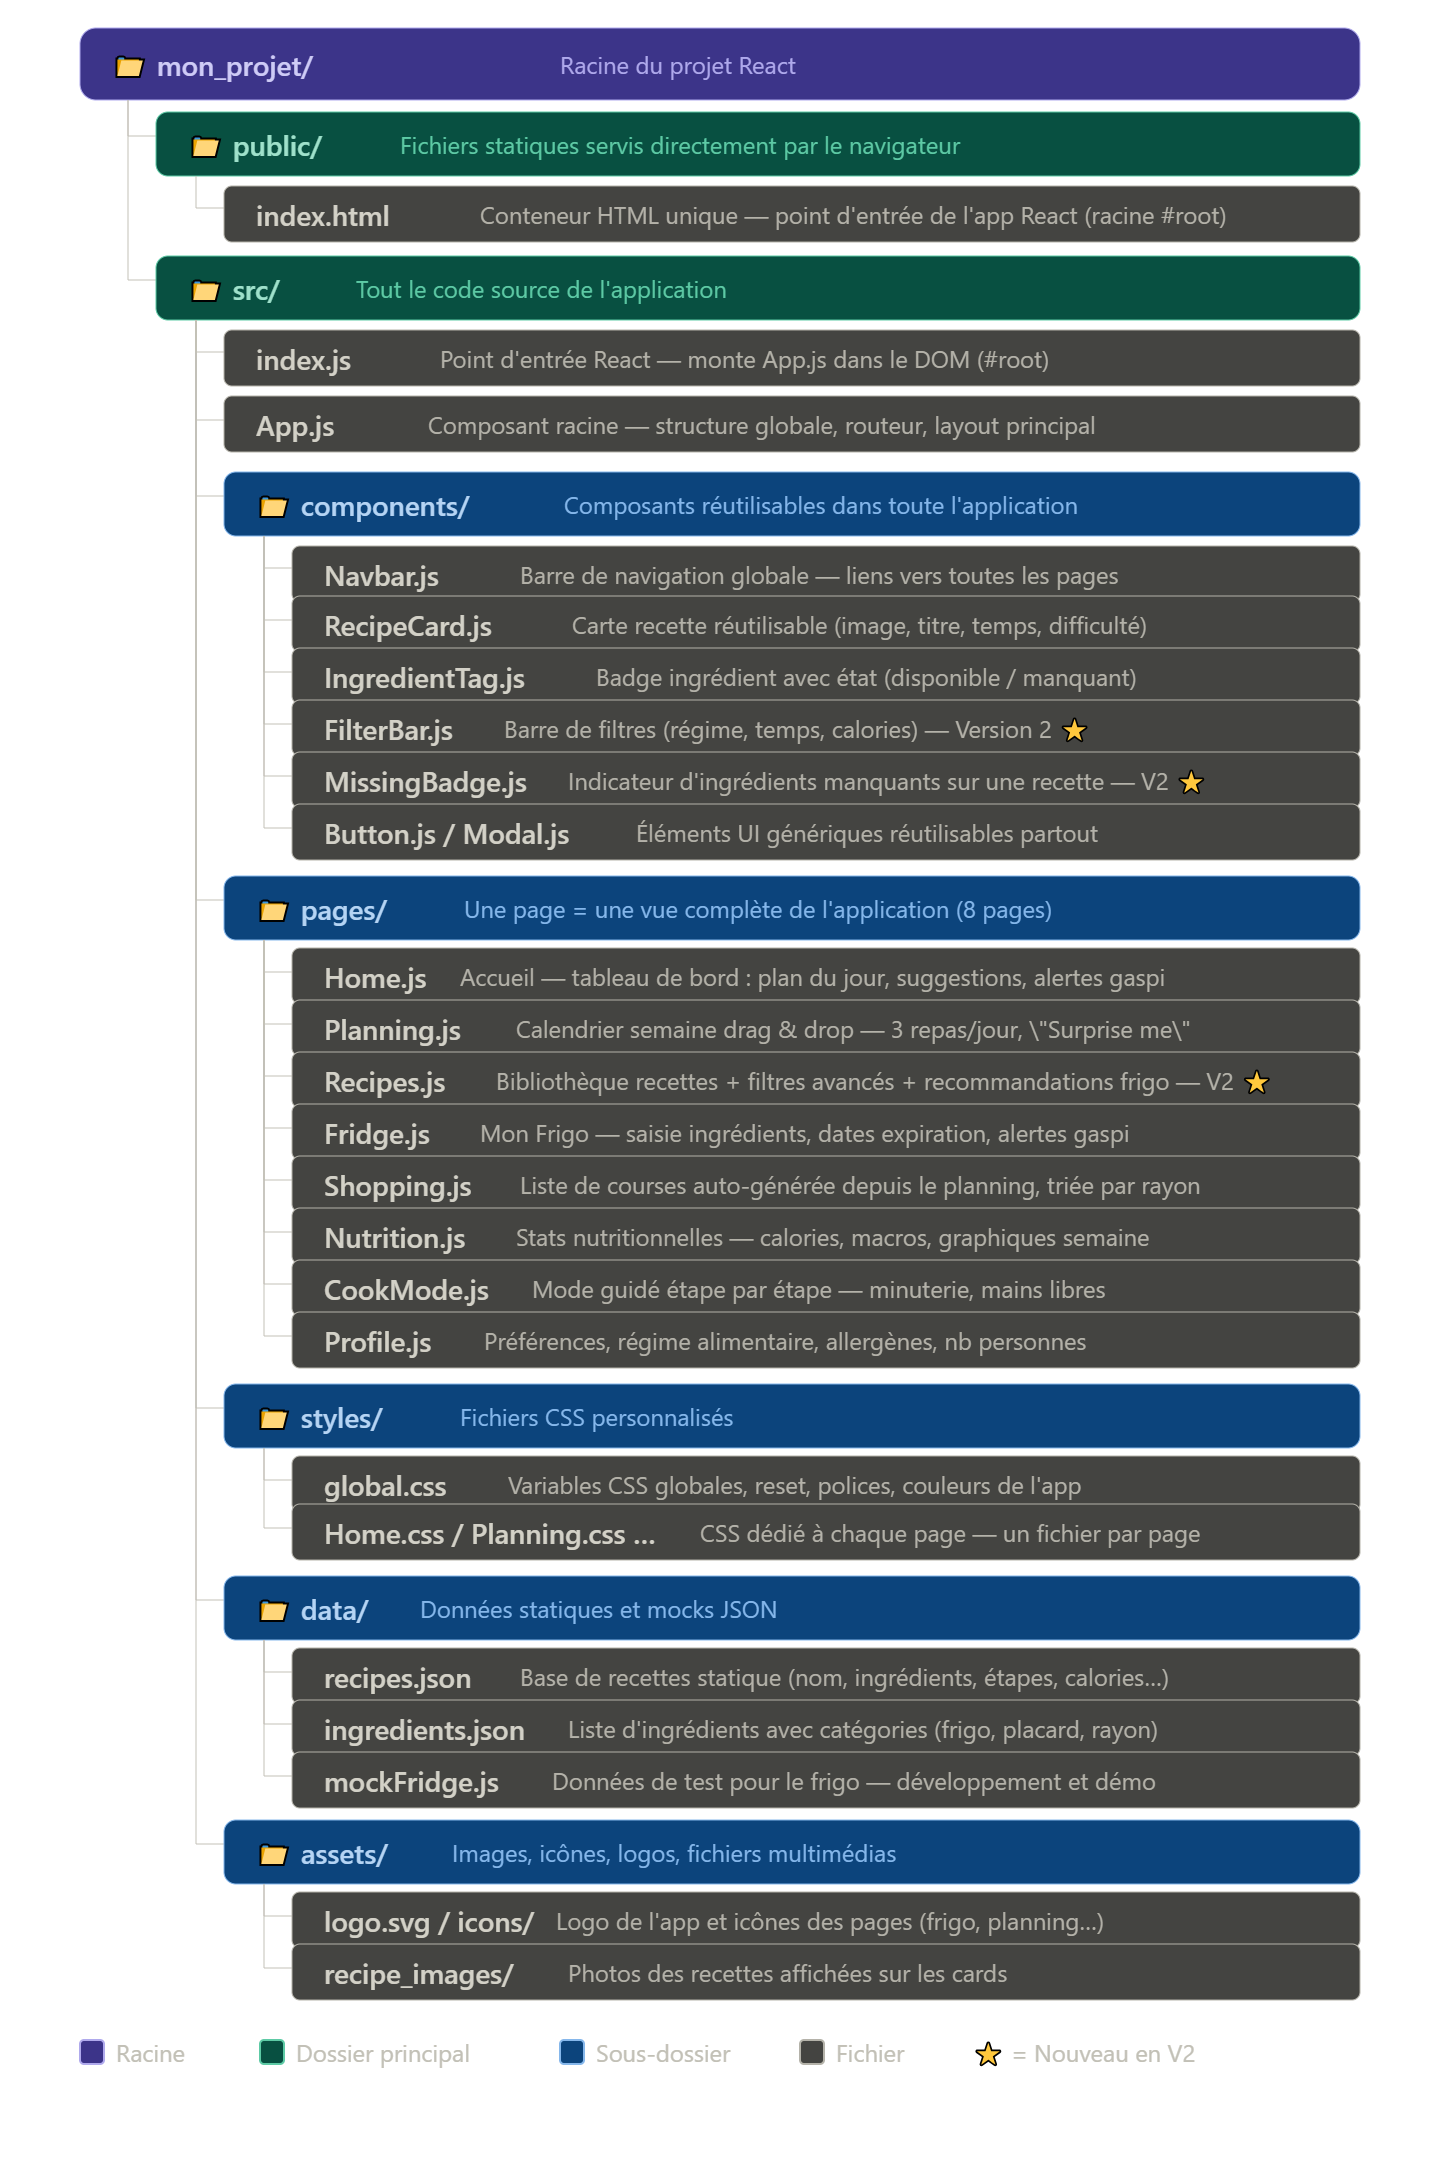 mon_projet/ Racine du projet React
public/ Fichiers statiques servis directement par le navigateur
index.html Conteneur HTML unique — point d'entrée de l'app React (racine #root)
src/ Tout le code source de l'application
index.js Point d'entrée React — monte App.js dans le DOM (#root)
App.js Composant racine — structure globale, routeur, layout principal
components/ Composants réutilisables dans toute l'application
Navbar.js Barre de navigation globale — liens vers toutes les pages
RecipeCard.js Carte recette réutilisable (image, titre, temps, difficulté)
IngredientTag.js Badge ingrédient avec état (disponible / manquant)
FilterBar.js Barre de filtres (régime, temps, calories) — Version 2 ⭐
MissingBadge.js Indicateur d'ingrédients manquants sur une recette — V2 ⭐
Button.js / Modal.js Éléments UI génériques réutilisables partout
pages/ Une page = une vue complète de l'application (8 pages)
Home.js Accueil — tableau de bord : plan du jour, suggestions, alertes gaspi
Planning.js Calendrier semaine drag & drop — 3 repas/jour, \"Surprise me\"
Recipes.js Bibliothèque recettes + filtres avancés + recommandations frigo — V2 ⭐
Fridge.js Mon Frigo — saisie ingrédients, dates expiration, alertes gaspi
Shopping.js Liste de courses auto-générée depuis le planning, triée par rayon
Nutrition.js Stats nutritionnelles — calories, macros, graphiques semaine
CookMode.js Mode guidé étape par étape — minuterie, mains libres
Profile.js Préférences, régime alimentaire, allergènes, nb personnes
styles/ Fichiers CSS personnalisés
global.css Variables CSS globales, reset, polices, couleurs de l'app
Home.css / Planning.css ... CSS dédié à chaque page — un fichier par page
data/ Données statiques et mocks JSON
recipes.json Base de recettes statique (nom, ingrédients, étapes, calories...)
ingredients.json Liste d'ingrédients avec catégories (frigo, placard, rayon)
mockFridge.js Données de test pour le frigo — développement et démo
assets/ Images, icônes, logos, fichiers multimédias
logo.svg / icons/ Logo de l'app et icônes des pages (frigo, planning...)
recipe_images/ Photos des recettes affichées sur les cards
Racine Dossier principal Sous-dossier Fichier ⭐ = Nouveau en V2